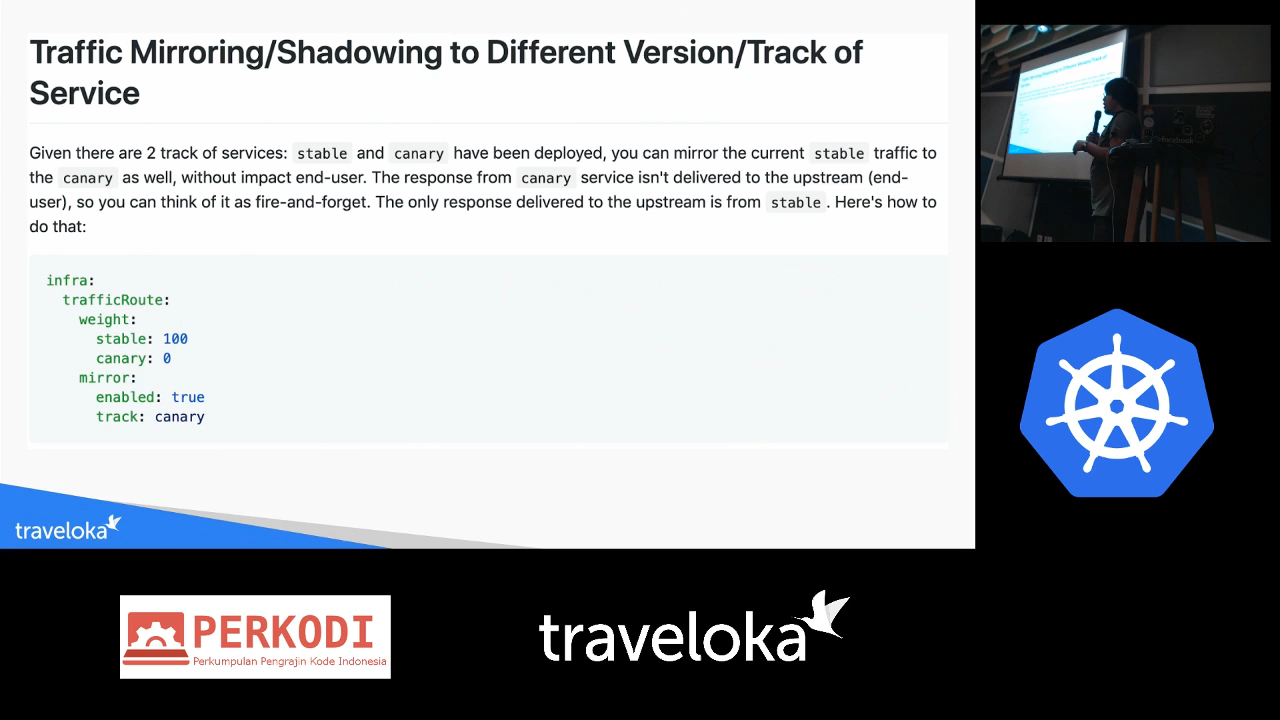 Traffic Mirroring/Shadowing to Different Version/Track of
Service
Given there are 2 track of services: stable and canary have been deployed, you can mirror the current stable traffic to
the canary as well, without impact end-user. The response from canary service isn't delivered to the upstream (end-
user), so you can think of it as fire-and-forget. The only response delivered to the upstream is from stable. Here's how to
do that:
infra:
  trafficRoute:
    weight:
      stable: 100
      canary: 0
    mirror:
      enabled: true
      track: canary
traveloka
PERKODI
Perkumpulan Pengrajin Kode Indonesia
traveloka